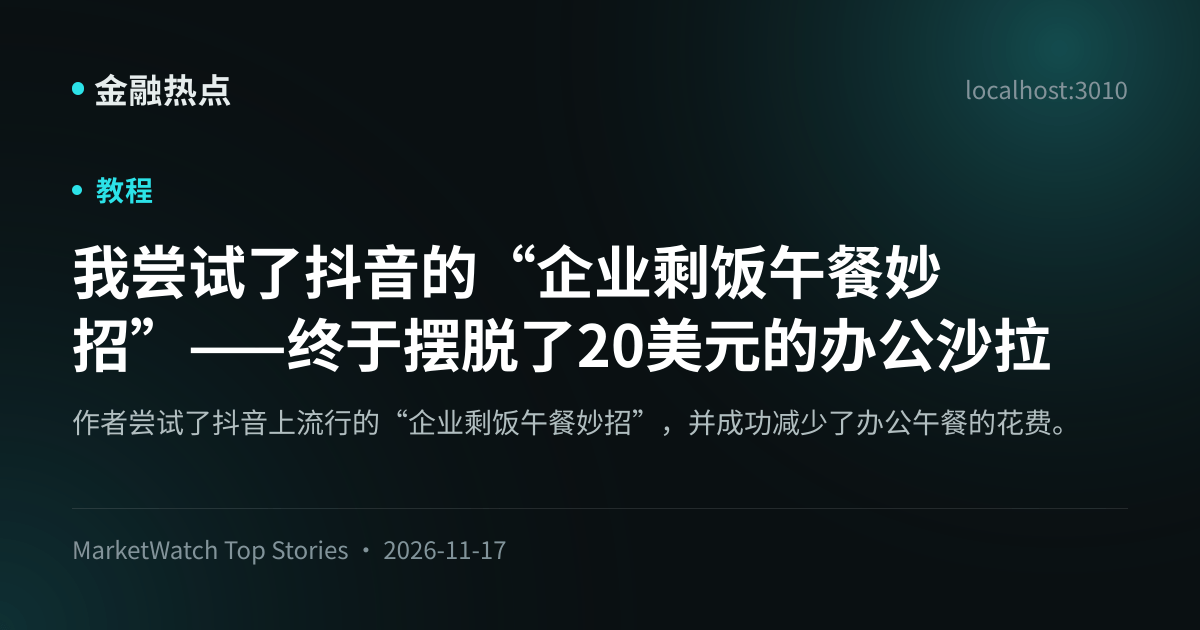 金融热点
localhost:3010
教程
我尝试了抖音的“企业剩饭午餐妙
招”——终于摆脱了20美元的办公沙拉
作者尝试了抖音上流行的“企业剩饭午餐妙招”，并成功减少了办公午餐的花费。
MarketWatch Top Stories · 2026-11-17